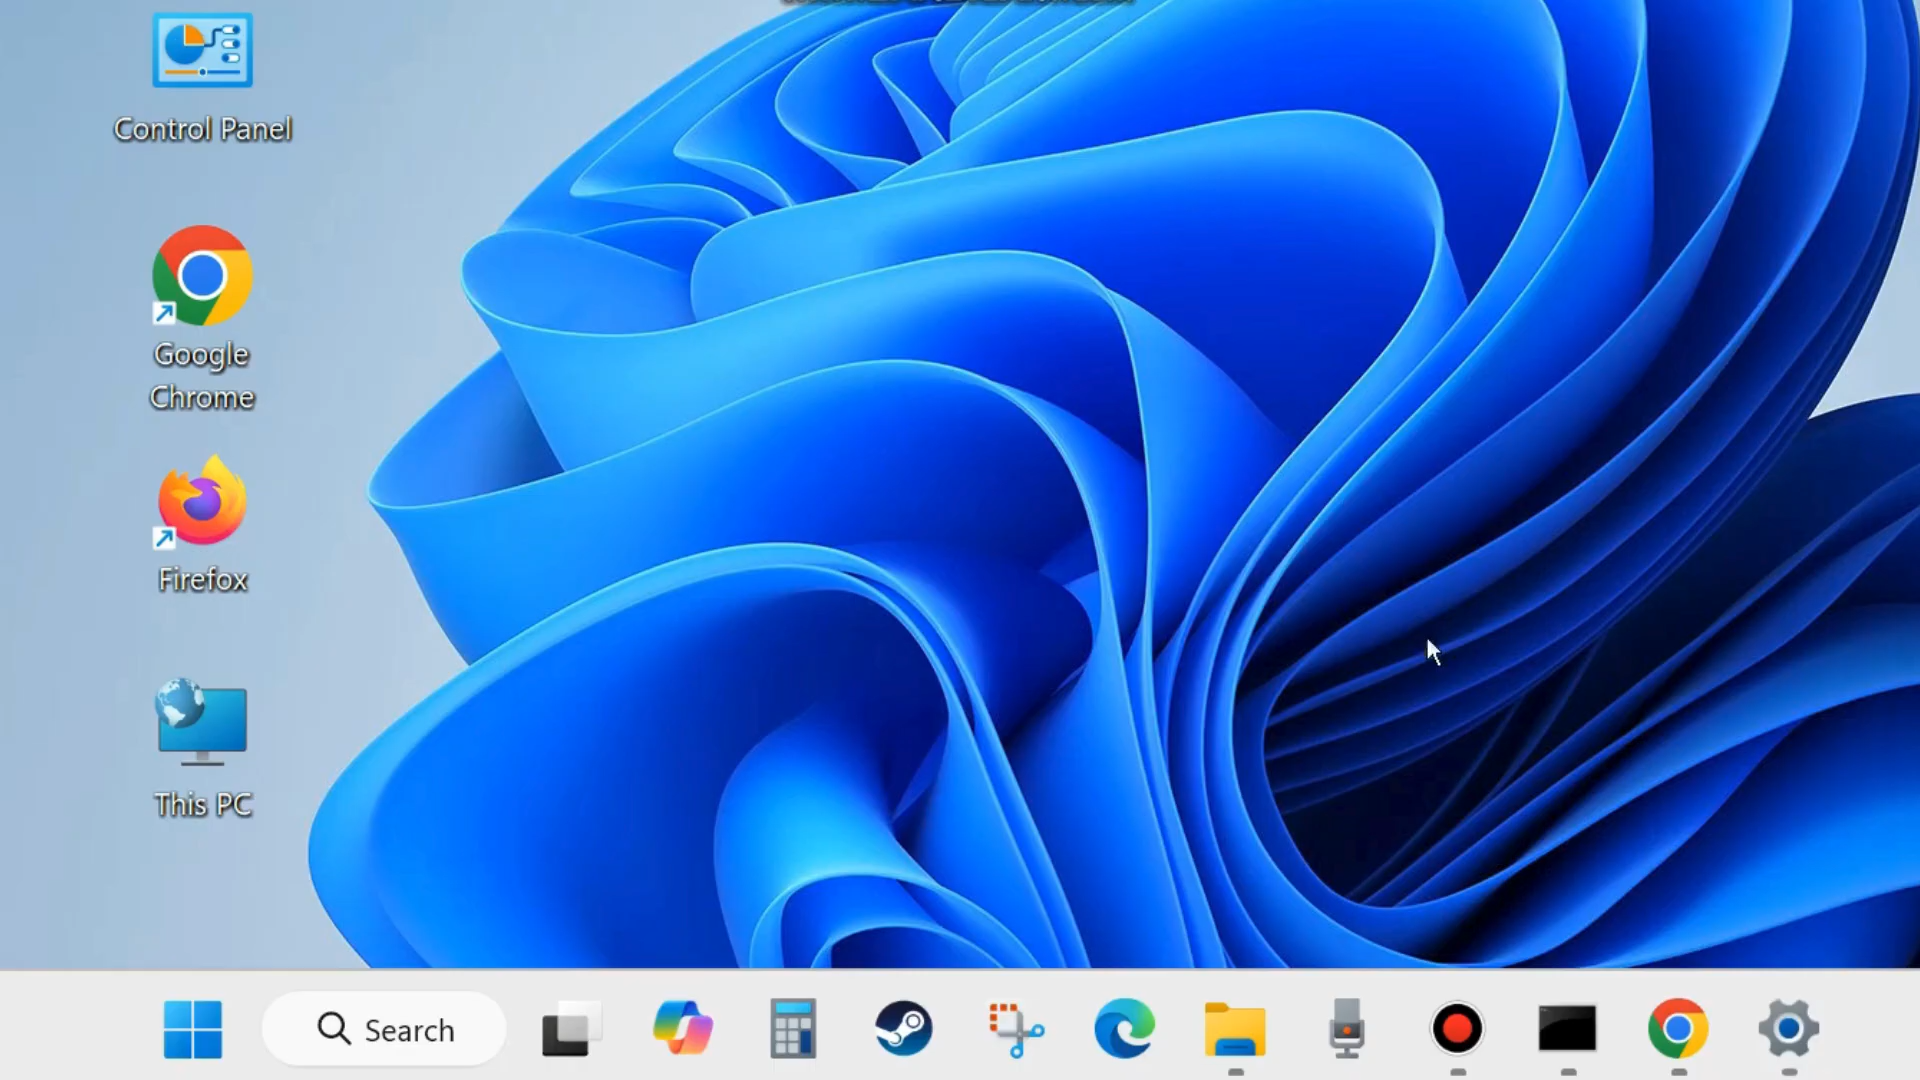 Control Panel
Google
Chrome
Firefox
This PC
Search